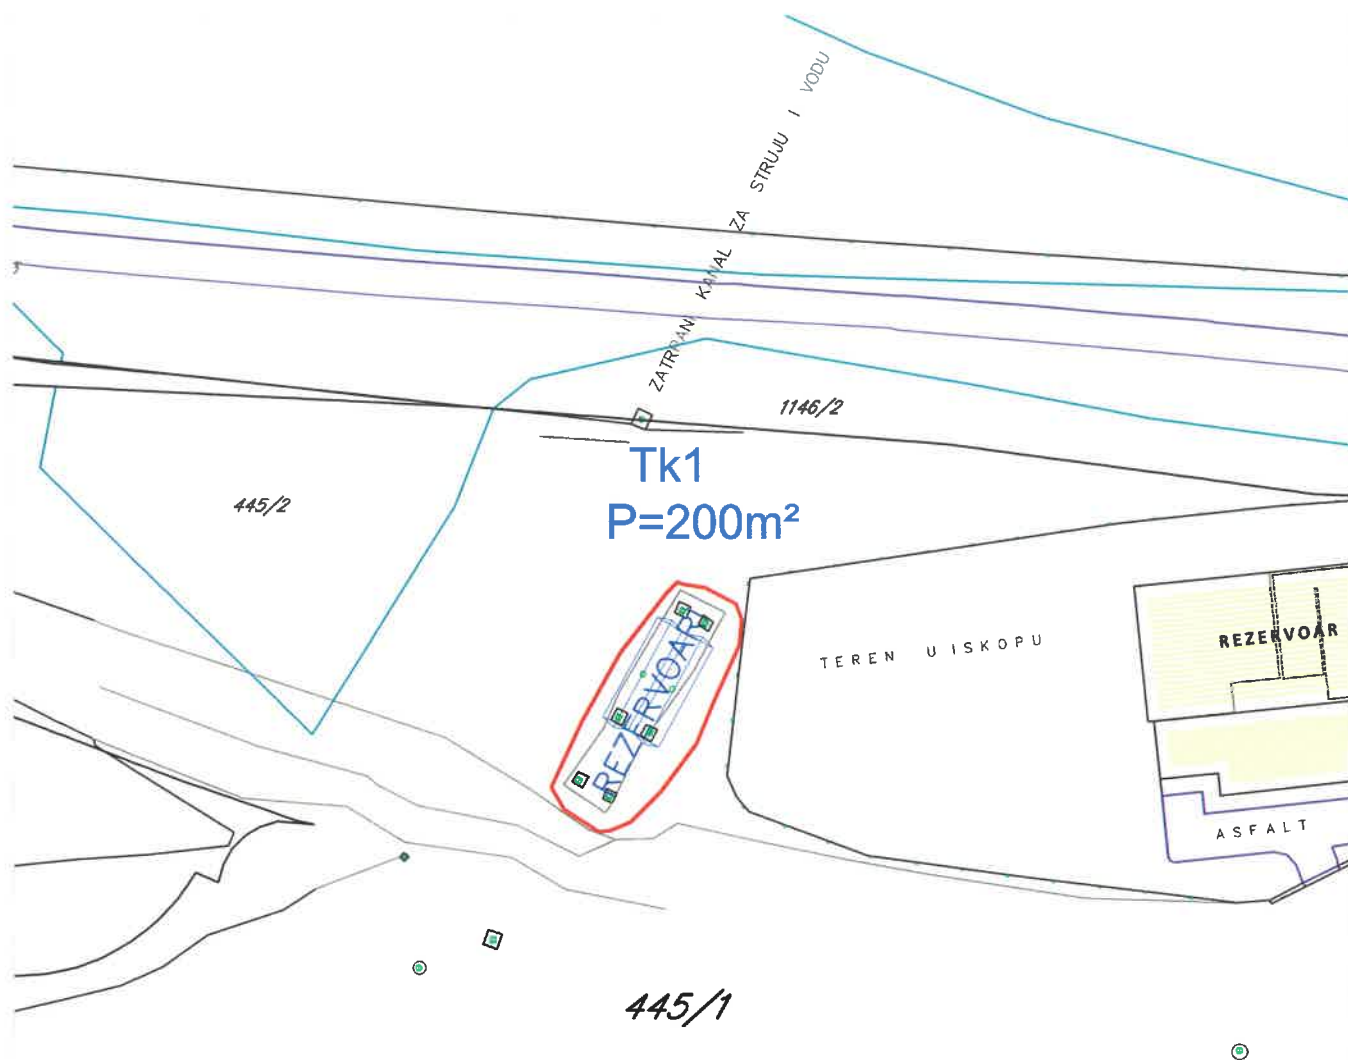 ZATRPANI KANAL ZA STRUJU I VODU
1146/2
Tk1
445/2
P=200m²
TEREN U ISKOPU
REZERVOAR
REZERVOAR
ASFALT
445/1